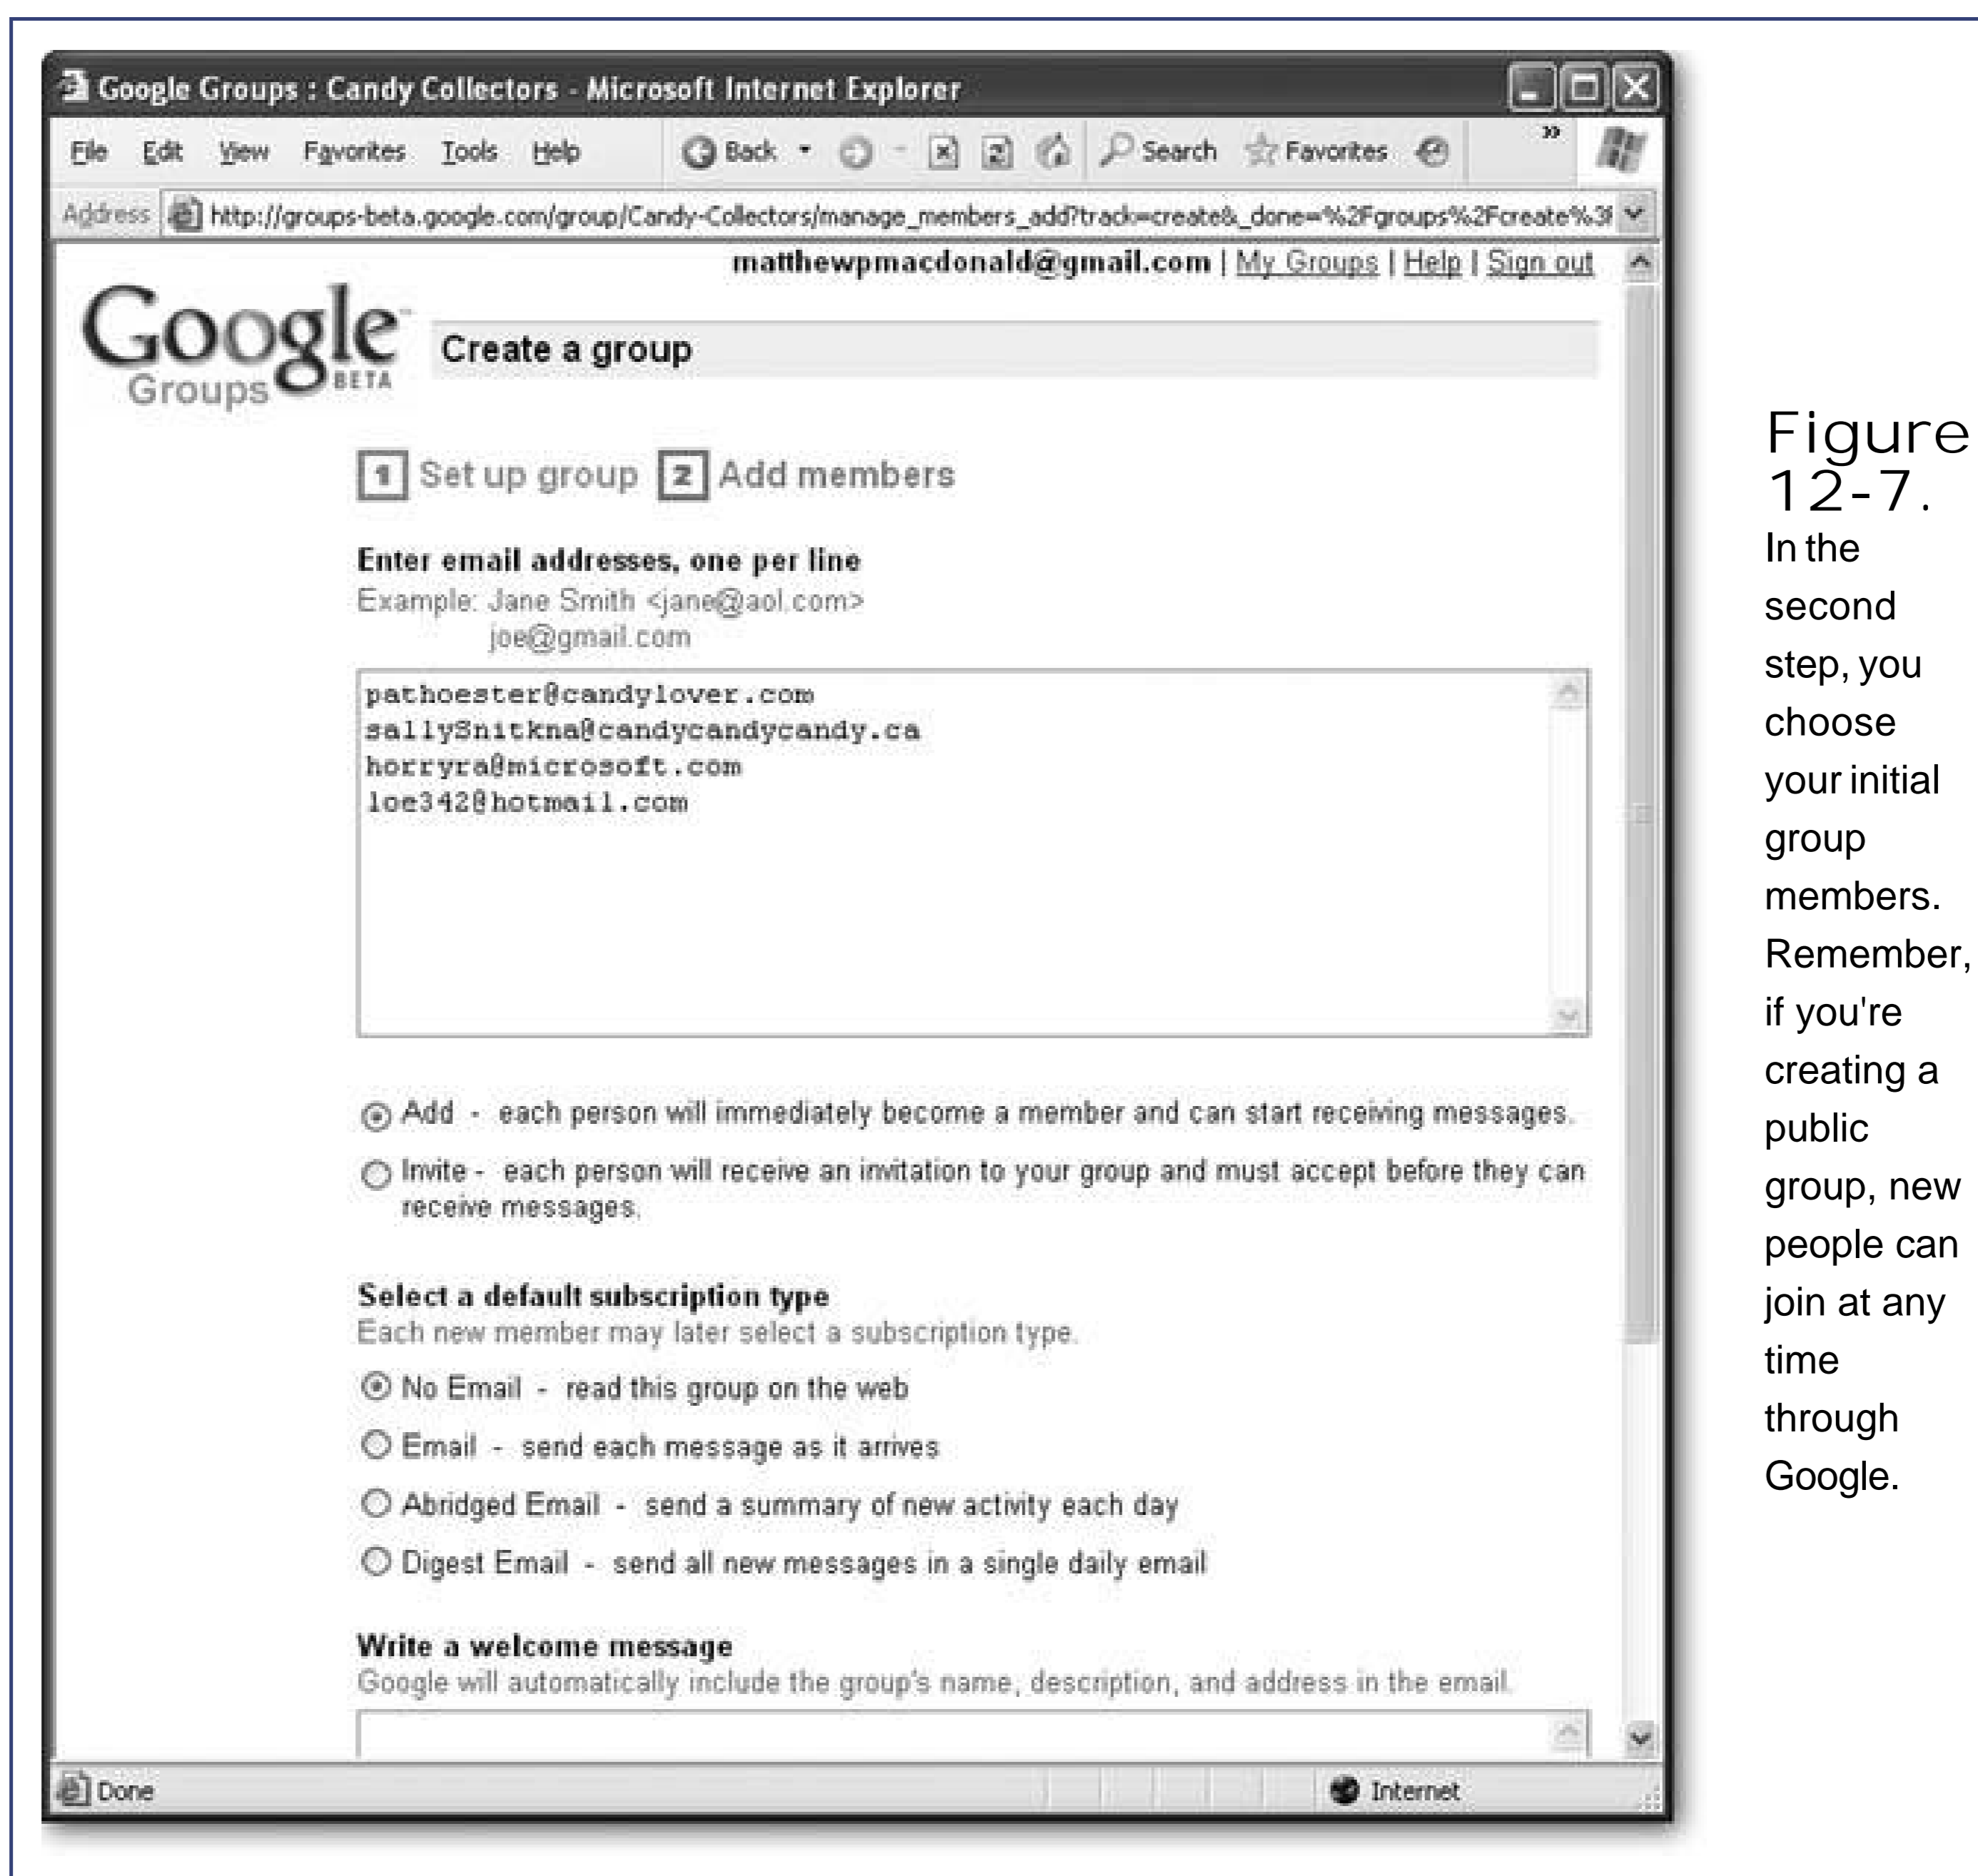 Google Groups : Candy Collectors - Microsoft Internet Explorer
File Edit View Favorites Tools Help Back Search Favorites »
Address http://groups-beta.google.com/group/Candy-Collectors/manage_members_add?track=create&_done=%2Fgroups%2Fcreate%3f
matthewpmacdonald@gmail.com | My Groups | Help | Sign out
Google™
Groups BETA
Create a group
1 Set up group 2 Add members
Enter email addresses, one per line
Example: Jane Smith <jane@aol.com>
joe@gmail.com
pathoester@candylover.com
sallySnitkna@candycandycandy.ca
horryra@microsoft.com
loe342@hotmail.com
Add - each person will immediately become a member and can start receiving messages.
Invite - each person will receive an invitation to your group and must accept before they can
receive messages.
Select a default subscription type
Each new member may later select a subscription type.
No Email - read this group on the web
Email - send each message as it arrives
Abridged Email - send a summary of new activity each day
Digest Email - send all new messages in a single daily email
Write a welcome message
Google will automatically include the group's name, description, and address in the email.
Done Internet
Figure
12-7.
In the
second
step, you
choose
your initial
group
members.
Remember,
if you're
creating a
public
group, new
people can
join at any
time
through
Google.